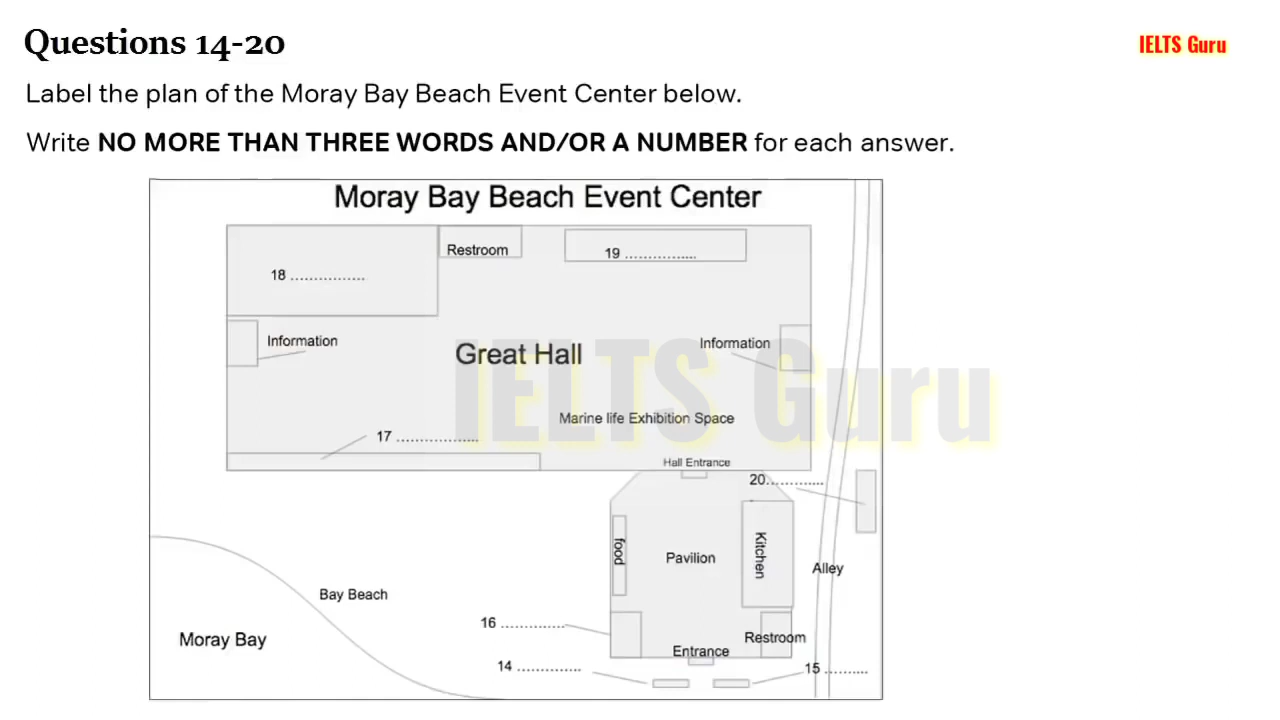 Questions 14-20
IELTS Guru
Label the plan of the Moray Bay Beach Event Center below.
Write NO MORE THAN THREE WORDS AND/OR A NUMBER for each answer.
Moray Bay Beach Event Center
Restroom
19 ..............
18 ...............
Information
Information
Great Hall
IELTS Guru
Marine life Exhibition Space
17 ................
Hall Entrance
20............
food
Pavilion
Kitchen
Alley
Bay Beach
16 .............
Moray Bay
Restroom
Entrance
14 .............
15 .........